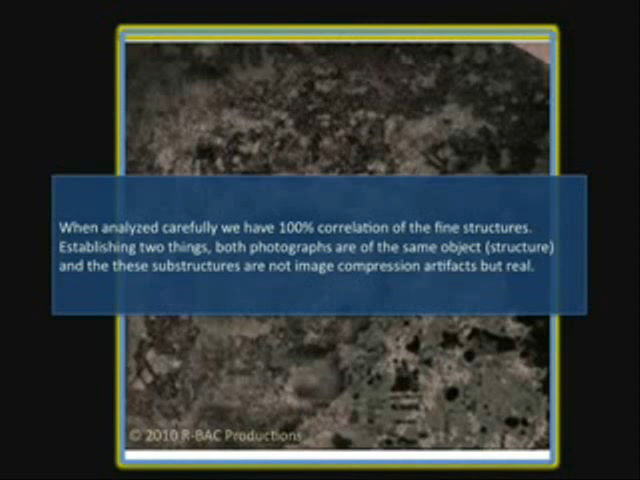 When analyzed carefully we have 100% correlation of the fine structures.
Establishing two things, both photographs are of the same object (structure)
and the these substructures are not image compression artifacts but real.
© 2010 R-BAC Productions